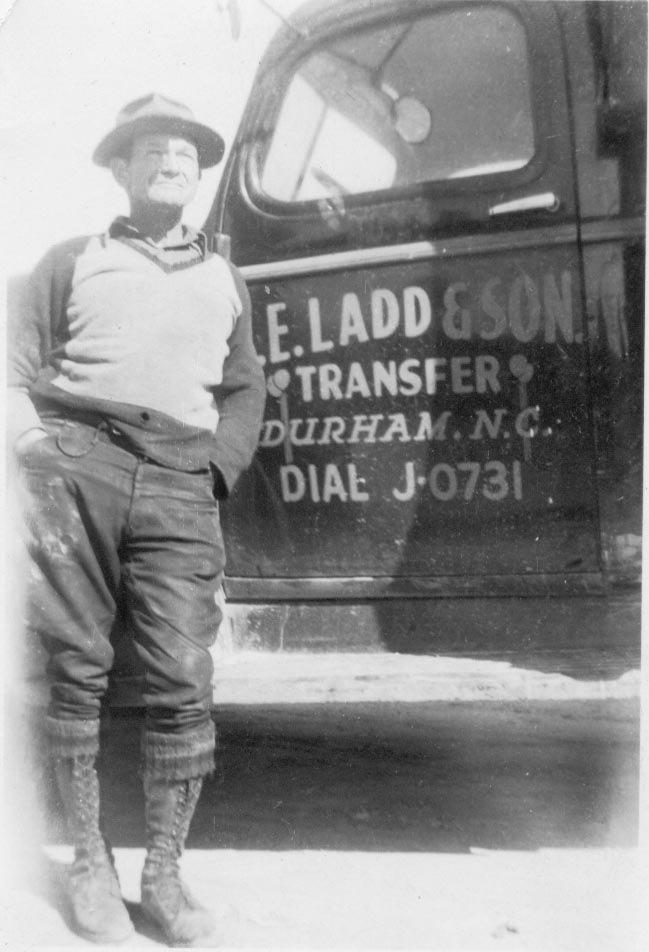 .E. LADD & SON.
TRANSFER
DURHAM. N.C.
DIAL J-0731